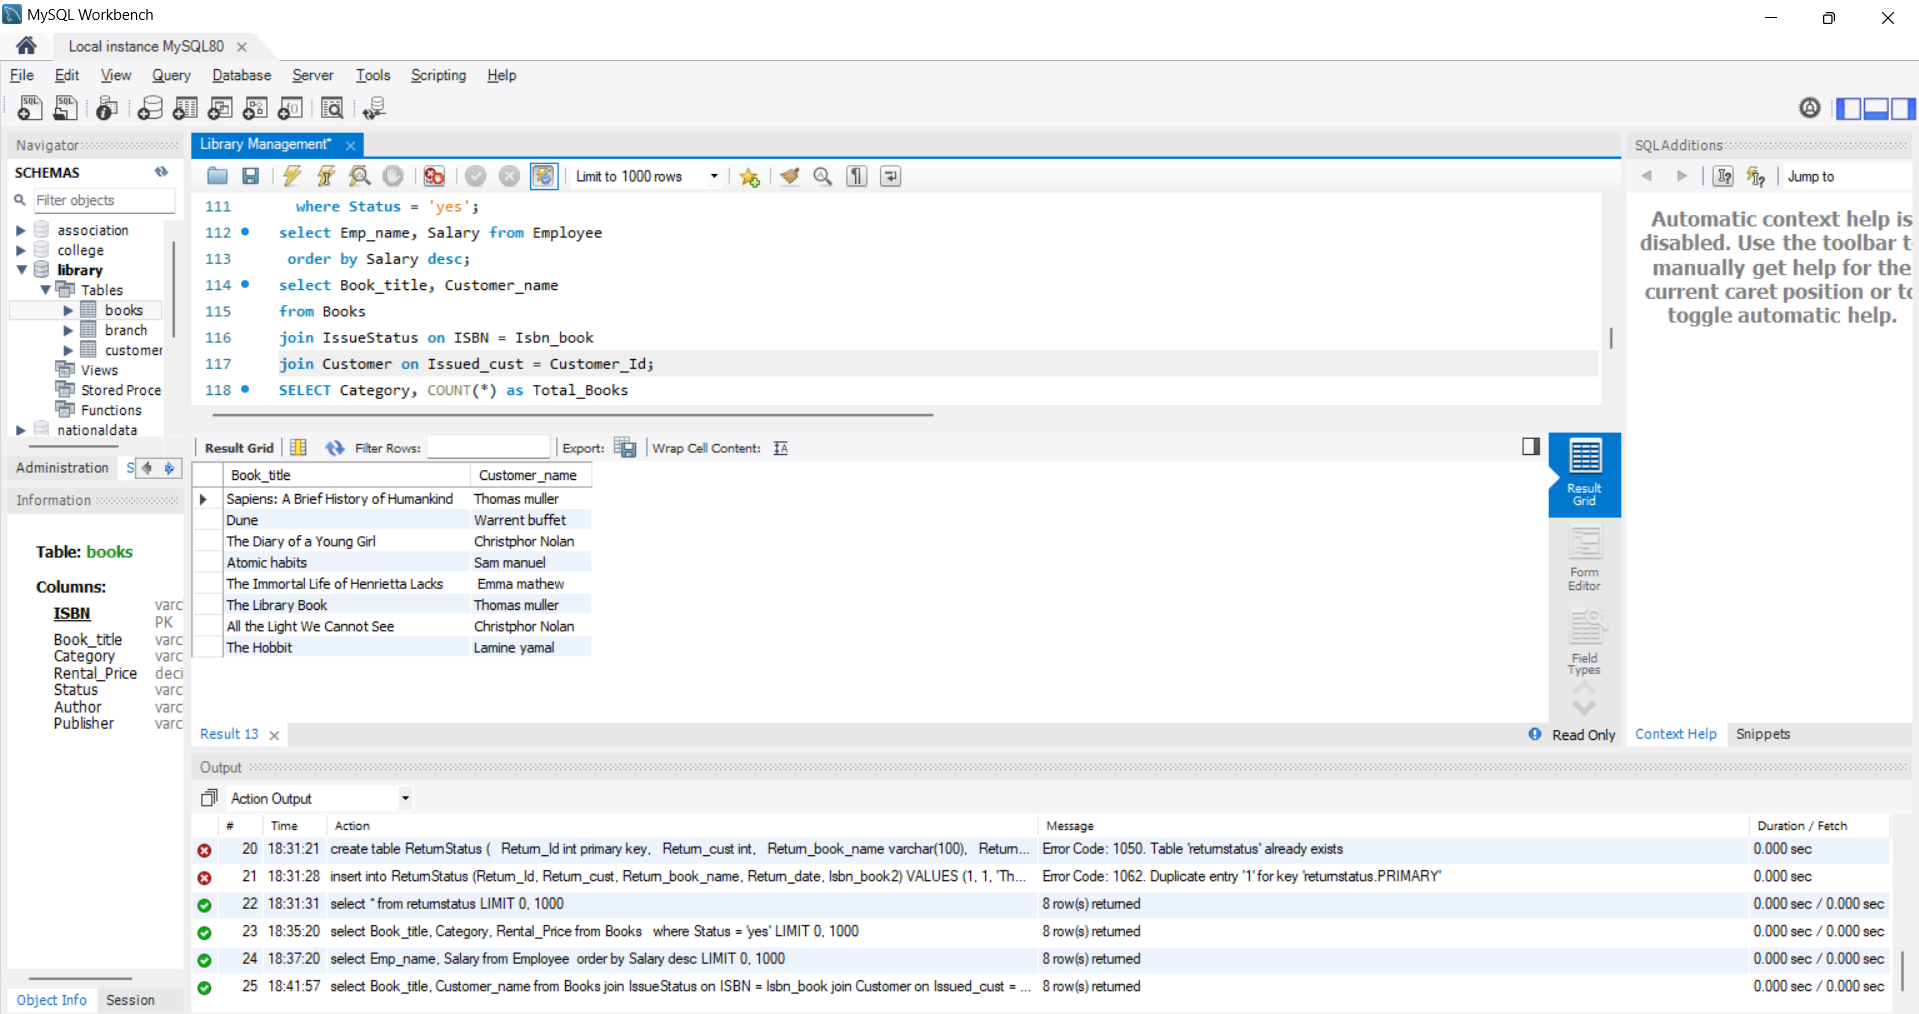 MySQL Workbench
Local instance MySQL80
File Edit View Query Database Server Tools Scripting Help
Navigator
SCHEMAS
Filter objects
association
college
library
Tables
books
branch
customer
Views
Stored Proce
Functions
nationaldata
Administration S
Information
Table: books
Columns:
ISBN varc
PK
Book_title varc
Category varc
Rental_Price deci
Status varc
Author varc
Publisher varc
Object Info Session
Library Management*
Limit to 1000 rows
111 where Status = 'yes';
112 select Emp_name, Salary from Employee
113 order by Salary desc;
114 select Book_title, Customer_name
115 from Books
116 join IssueStatus on ISBN = Isbn_book
117 join Customer on Issued_cust = Customer_Id;
118 SELECT Category, COUNT(*) as Total_Books
Result Grid Filter Rows: Export: Wrap Cell Content:
Book_title Customer_name
Sapiens: A Brief History of Humankind Thomas muller
Dune Warrent buffet
The Diary of a Young Girl Christphor Nolan
Atomic habits Sam manuel
The Immortal Life of Henrietta Lacks Emma mathew
The Library Book Thomas muller
All the Light We Cannot See Christphor Nolan
The Hobbit Lamine yamal
Result
Grid
Form
Editor
Field
Types
Result 13
Read Only
SQLAdditions
Jump to
Automatic context help is
disabled. Use the toolbar t
manually get help for the
current caret position or to
toggle automatic help.
Context Help Snippets
Output
Action Output
# Time Action Message Duration / Fetch
20 18:31:21 create table ReturnStatus ( Return_Id int primary key, Return_cust int, Return_book_name varchar(100), Return... Error Code: 1050. Table 'returnstatus' already exists 0.000 sec
21 18:31:28 insert into ReturnStatus (Return_Id, Return_cust, Return_book_name, Return_date, Isbn_book2) VALUES (1, 1, 'Th... Error Code: 1062. Duplicate entry '1' for key 'returnstatus.PRIMARY' 0.000 sec
22 18:31:31 select * from returnstatus LIMIT 0, 1000 8 row(s) returned 0.000 sec / 0.000 sec
23 18:35:20 select Book_title, Category, Rental_Price from Books where Status = 'yes' LIMIT 0, 1000 8 row(s) returned 0.000 sec / 0.000 sec
24 18:37:20 select Emp_name, Salary from Employee order by Salary desc LIMIT 0, 1000 8 row(s) returned 0.000 sec / 0.000 sec
25 18:41:57 select Book_title, Customer_name from Books join IssueStatus on ISBN = Isbn_book join Customer on Issued_cust = ... 8 row(s) returned 0.000 sec / 0.000 sec